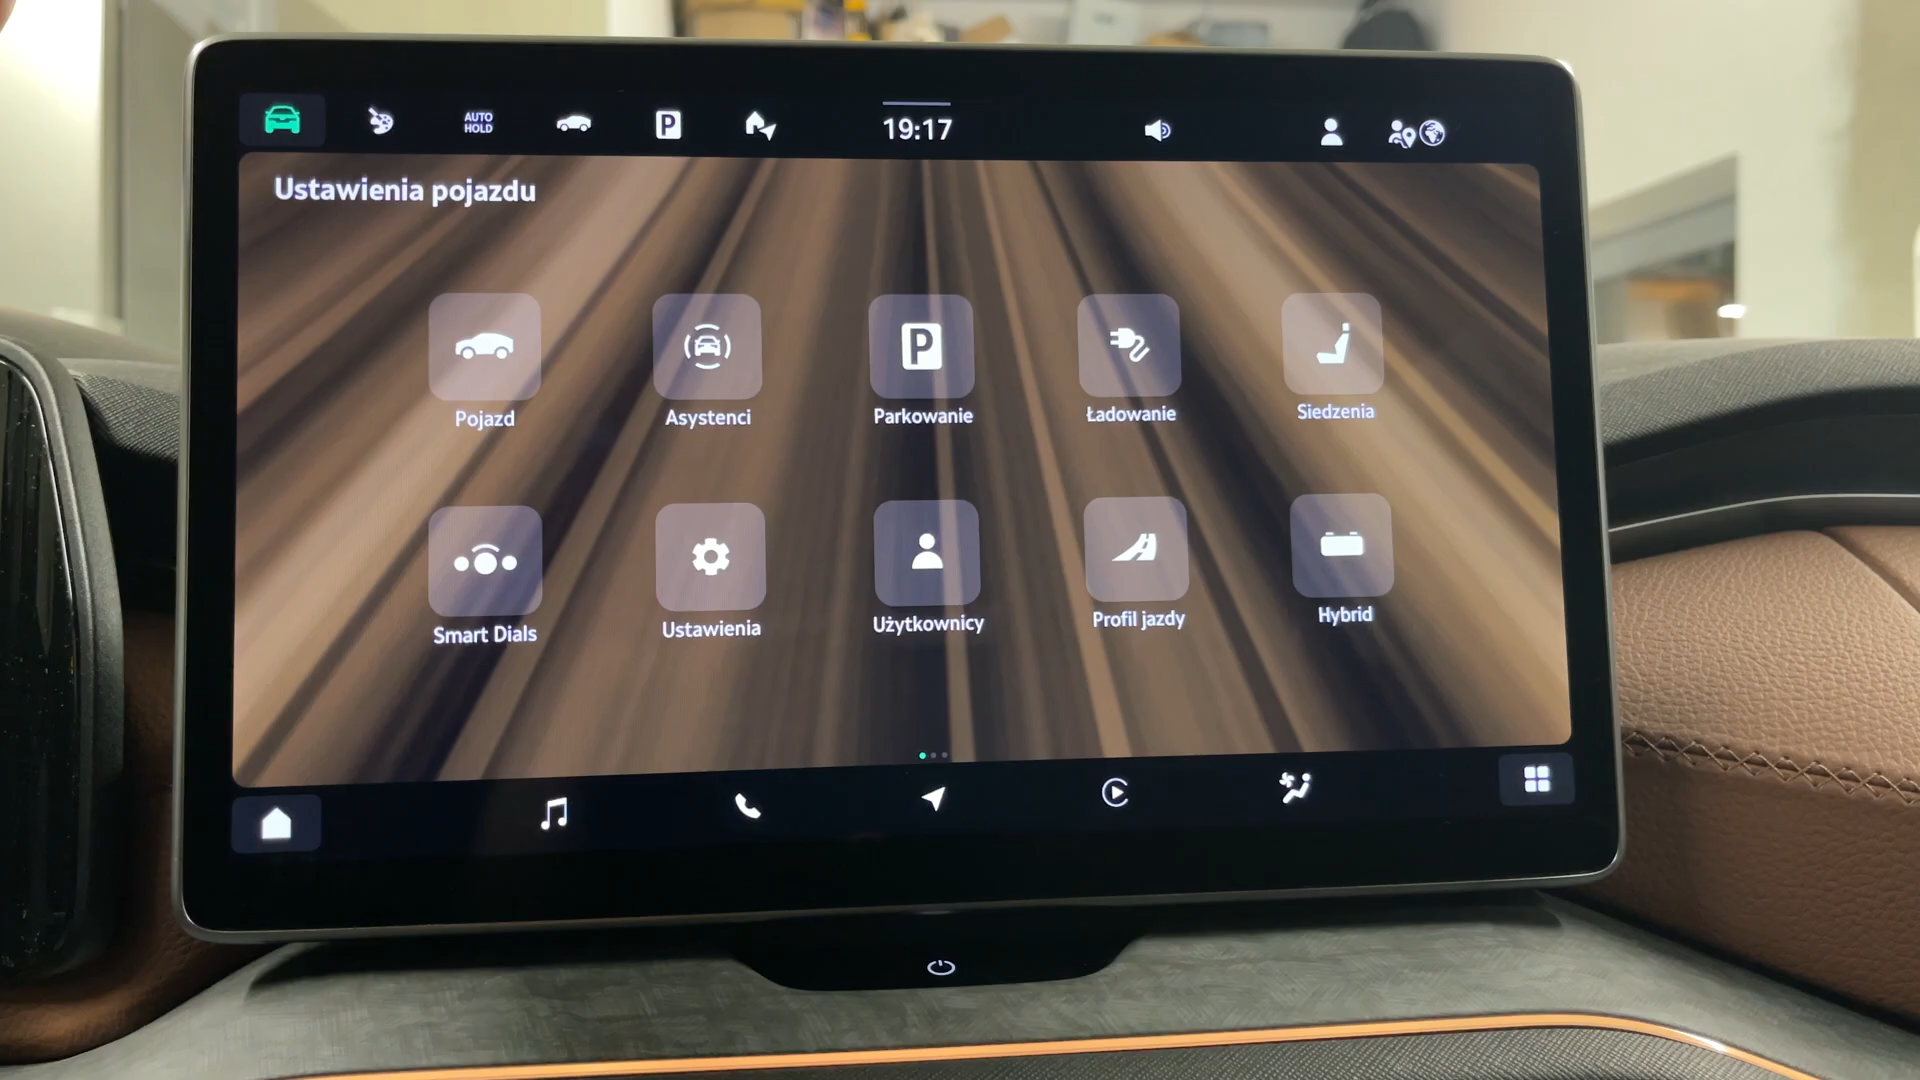 AUTO
HOLD
P
19:17
Ustawienia pojazdu
P
Pojazd
Asystenci
Parkowanie
Ładowanie
Siedzenia
Smart Dials
Ustawienia
Użytkownicy
Profil jazdy
Hybrid